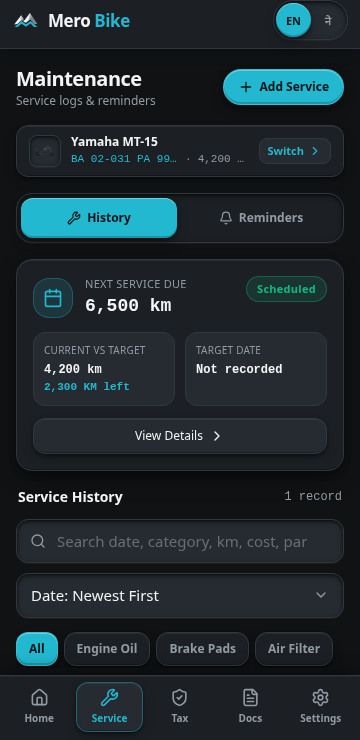 Mero Bike
EN
ने
Maintenance
Service logs & reminders
Add Service
Yamaha MT-15
BA 02-031 PA 99… · 4,200 …
Switch
History
Reminders
NEXT SERVICE DUE
6,500 km
Scheduled
CURRENT VS TARGET
4,200 km
2,300 KM left
TARGET DATE
Not recorded
View Details
Service History
1 record
Search date, category, km, cost, par
Date: Newest First
All
Engine Oil
Brake Pads
Air Filter
Home
Service
Tax
Docs
Settings